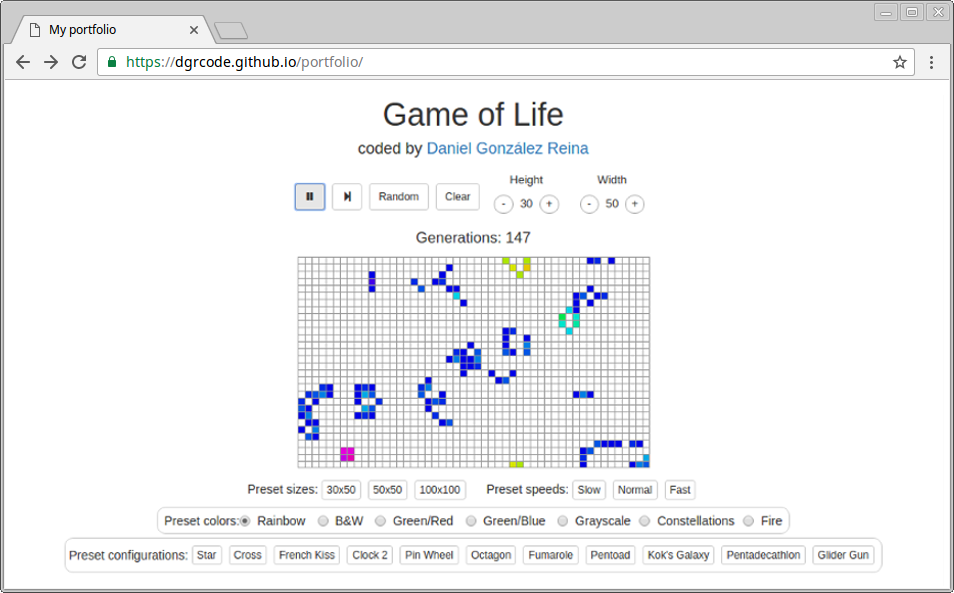 My portfolio
https://dgrcode.github.io/portfolio/
Game of Life
coded by Daniel González Reina
Random Clear Height - 30 + Width - 50 +
Generations: 147
Preset sizes: 30x50 50x50 100x100 Preset speeds: Slow Normal Fast
Preset colors: Rainbow B&W Green/Red Green/Blue Grayscale Constellations Fire
Preset configurations: Star Cross French Kiss Clock 2 Pin Wheel Octagon Fumarole Pentoad Kok's Galaxy Pentadecathlon Glider Gun